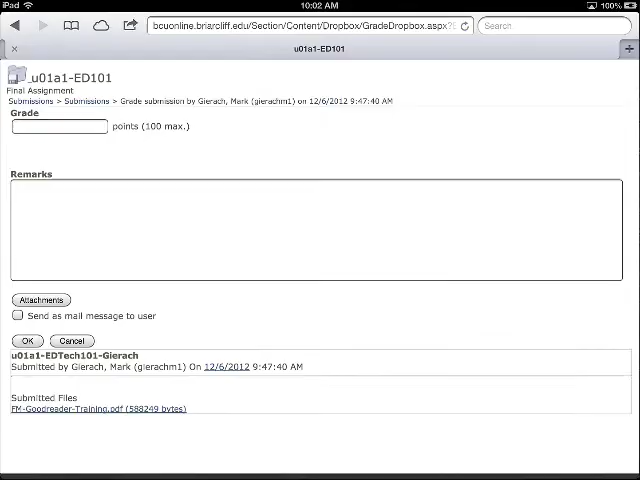 iPad 10:02 AM 100%
bcuonline.briarcliff.edu/Section/Content/Dropbox/GradeDropbox.aspx?
Search
u01a1-ED101
u01a1-ED101
Final Assignment
Submissions > Submissions > Grade submission by Gierach, Mark (gierachm1) on 12/6/2012 9:47:40 AM
Grade
points (100 max.)
Remarks
Attachments
Send as mail message to user
OK Cancel
u01a1-EDTech101-Gierach
Submitted by Gierach, Mark (gierachm1) On 12/6/2012 9:47:40 AM
Submitted Files
FM-Goodreader-Training.pdf (588249 bytes)